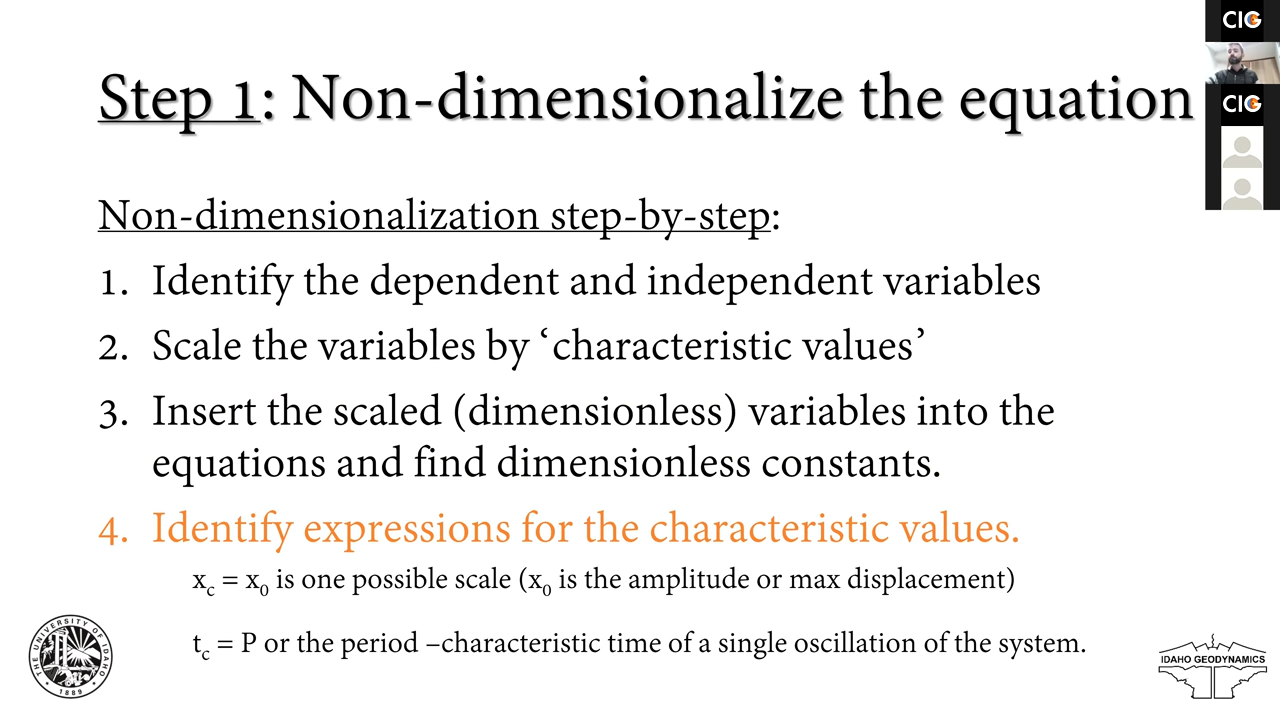 CIG
Step 1: Non-dimensionalize the equation
CIG
Non-dimensionalization step-by-step:
1. Identify the dependent and independent variables
2. Scale the variables by ‘characteristic values’
3. Insert the scaled (dimensionless) variables into the
equations and find dimensionless constants.
4. Identify expressions for the characteristic values.
x_c = x_0 is one possible scale (x_0 is the amplitude or max displacement)
t_c = P or the period –characteristic time of a single oscillation of the system.
THE UNIVERSITY OF IDAHO
1889
IDAHO GEODYNAMICS